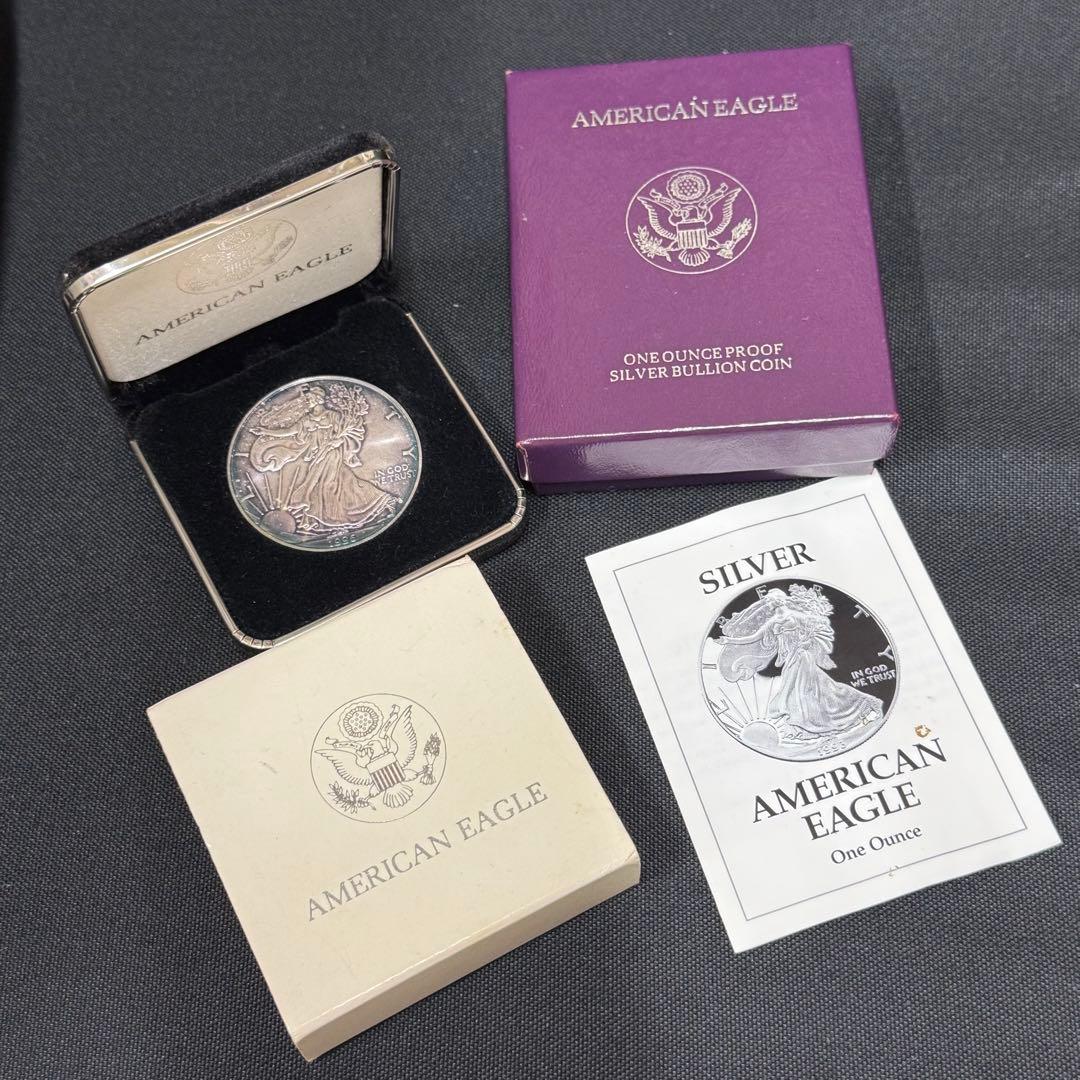 AMERICAN EAGLE
LIBERTY
IN GOD
WE TRUST
AMERICAN EAGLE
ONE OUNCE PROOF
SILVER BULLION COIN
AMERICAN EAGLE
SILVER
LIBERTY
IN GOD
WE TRUST
1993
AMERICAN
EAGLE
One Ounce